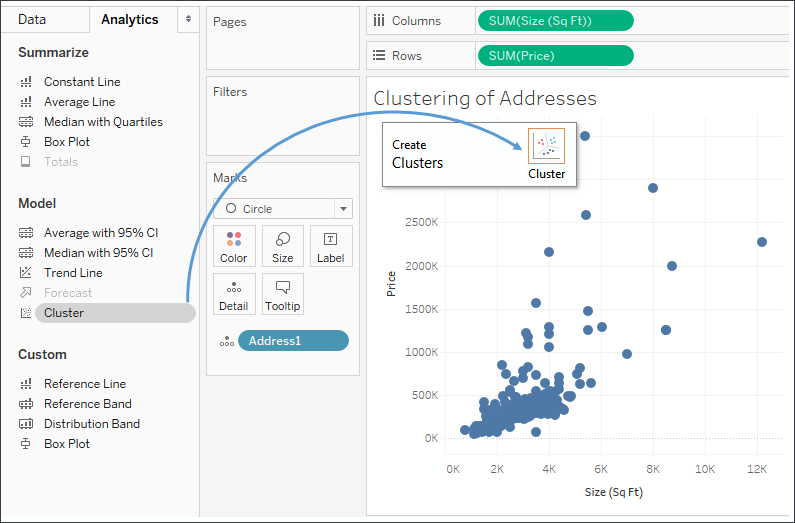 Data
Analytics
Summarize
Constant Line
Average Line
Median with Quartiles
Box Plot
Totals
Model
Average with 95% CI
Median with 95% CI
Trend Line
Forecast
Cluster
Custom
Reference Line
Reference Band
Distribution Band
Box Plot
Pages
Filters
Marks
Circle
Color
Size
Label
Detail
Tooltip
Address1
Columns
SUM(Size (Sq Ft))
Rows
SUM(Price)
Clustering of Addresses
Create
Clusters
Cluster
Price
2500K
2000K
1500K
1000K
500K
0K
0K 2K 4K 6K 8K 10K 12K
Size (Sq Ft)